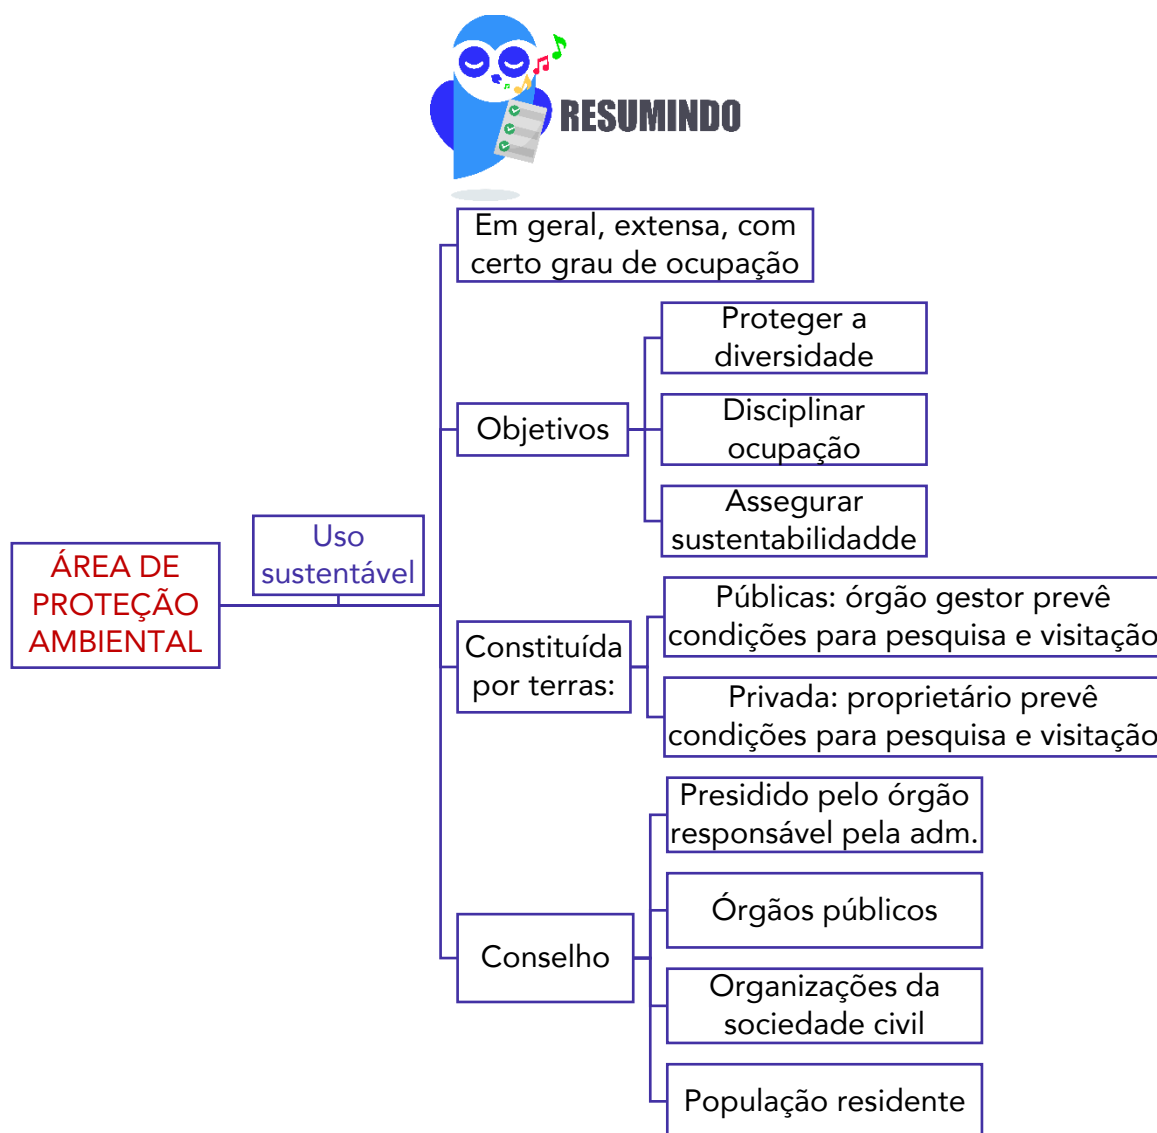 RESUMINDO
Em geral, extensa, com
certo grau de ocupação
Proteger a
diversidade
Objetivos
Disciplinar
ocupação
Assegurar
sustentabilidadde
Uso
sustentável
ÁREA DE
PROTEÇÃO
AMBIENTAL
Constituída
por terras:
Públicas: órgão gestor prevê
condições para pesquisa e visitação
Privada: proprietário prevê
condições para pesquisa e visitação
Conselho
Presidido pelo órgão
responsável pela adm.
Órgãos públicos
Organizações da
sociedade civil
População residente